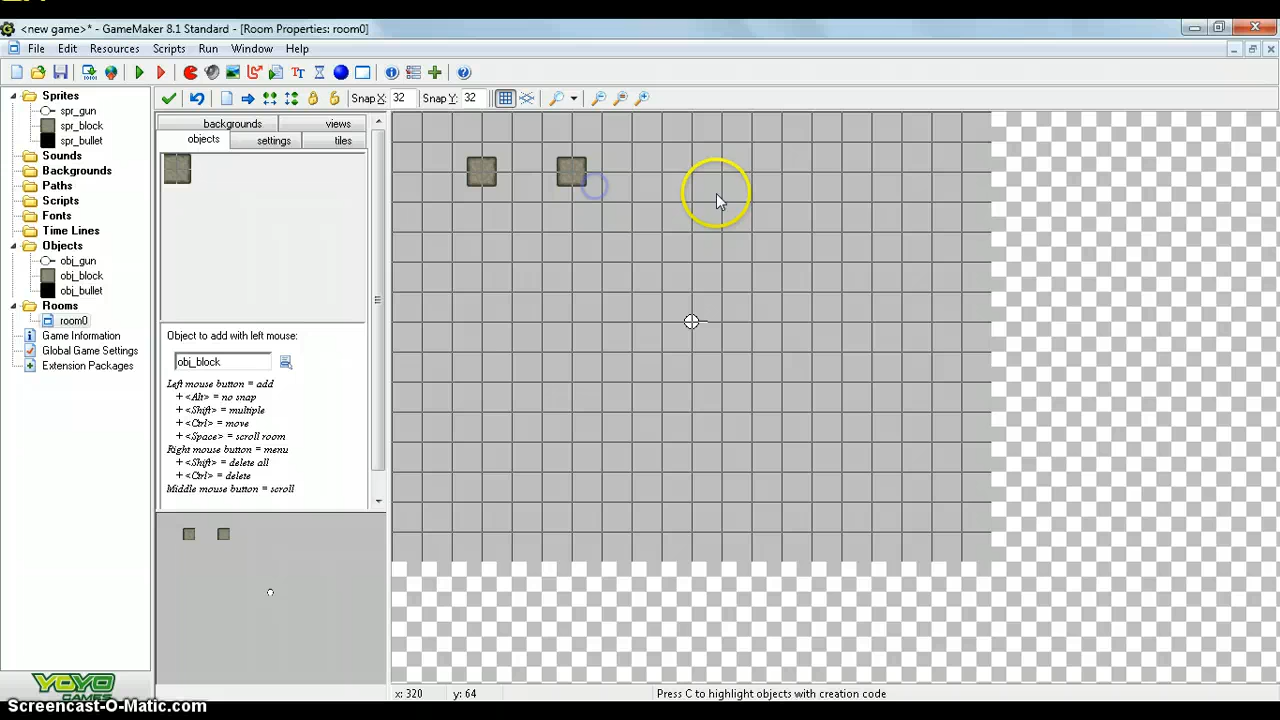 <new game>* - GameMaker 8.1 Standard - [Room Properties: room0]
File Edit Resources Scripts Run Window Help
Snap X: 32 Snap Y: 32
Sprites
spr_gun
spr_block
spr_bullet
Sounds
Backgrounds
Paths
Scripts
Fonts
Time Lines
Objects
obj_gun
obj_block
obj_bullet
Rooms
room0
Game Information
Global Game Settings
Extension Packages
backgrounds views
objects settings tiles
Object to add with left mouse:
obj_block
Left mouse button = add
+ <Alt> = no snap
+ <Shift> = multiple
+ <Ctrl> = move
+ <Space> = scroll room
Right mouse button = menu
+ <Shift> = delete all
+ <Ctrl> = delete
Middle mouse button = scroll
x: 320 y: 64 Press C to highlight objects with creation code
YOYO
GAMES
Screencast-O-Matic.com